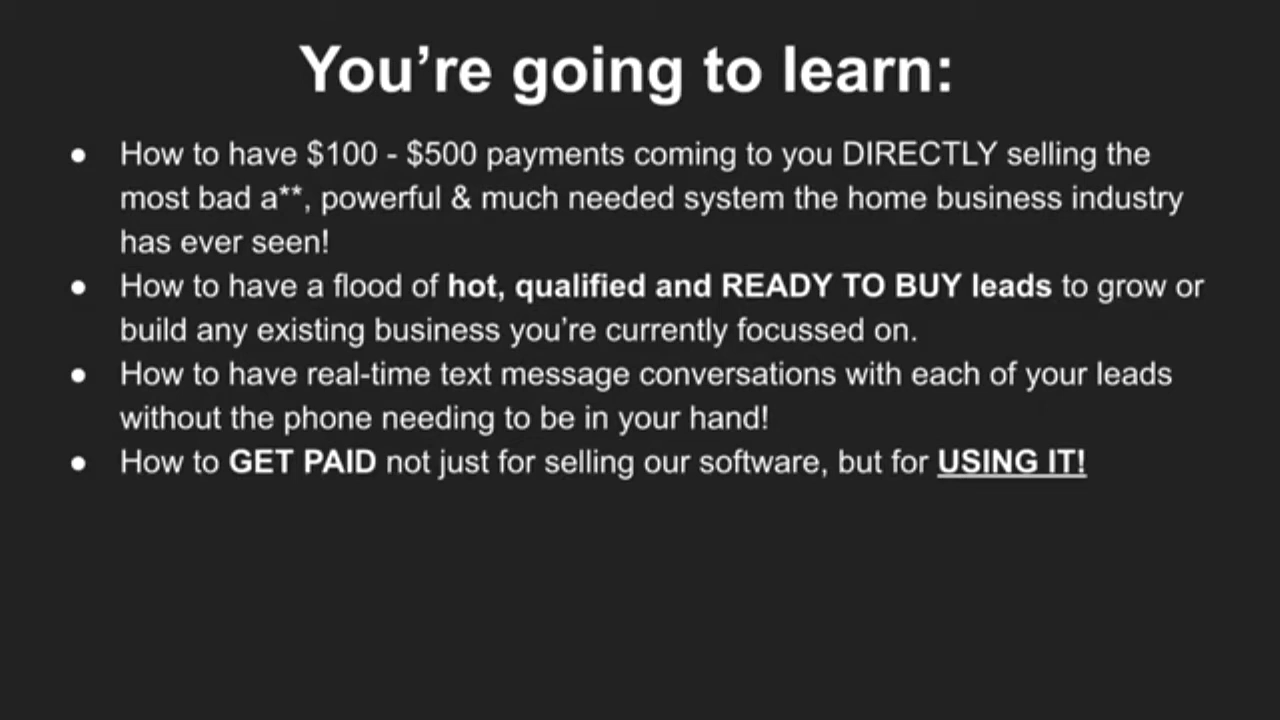 You’re going to learn:
● How to have $100 - $500 payments coming to you DIRECTLY selling the
most bad a**, powerful & much needed system the home business industry
has ever seen!
● How to have a flood of hot, qualified and READY TO BUY leads to grow or
build any existing business you’re currently focussed on.
● How to have real-time text message conversations with each of your leads
without the phone needing to be in your hand!
● How to GET PAID not just for selling our software, but for USING IT!